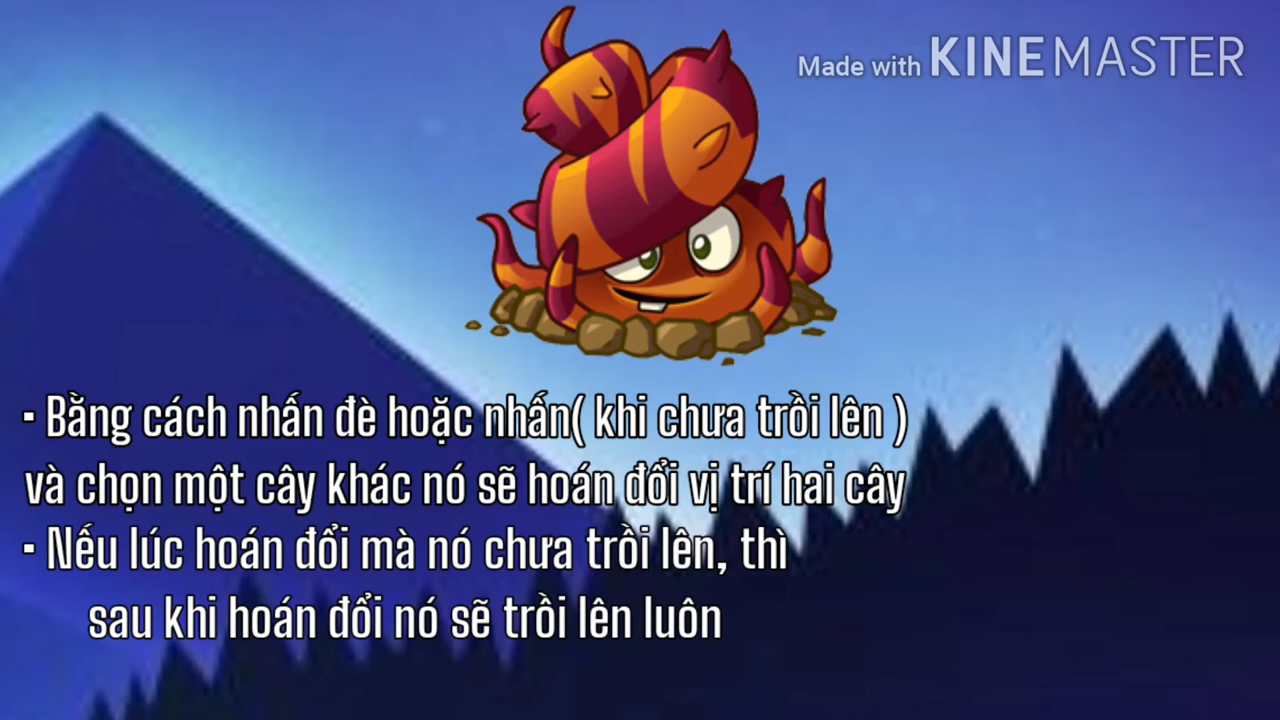 Made with KINEMASTER
• Bằng cách nhấn đè hoặc nhấn( khi chưa trồi lên )
và chọn một cây khác nó sẽ hoán đổi vị trí hai cây
• Nếu lúc hoán đổi mà nó chưa trồi lên, thì
sau khi hoán đổi nó sẽ trồi lên luôn